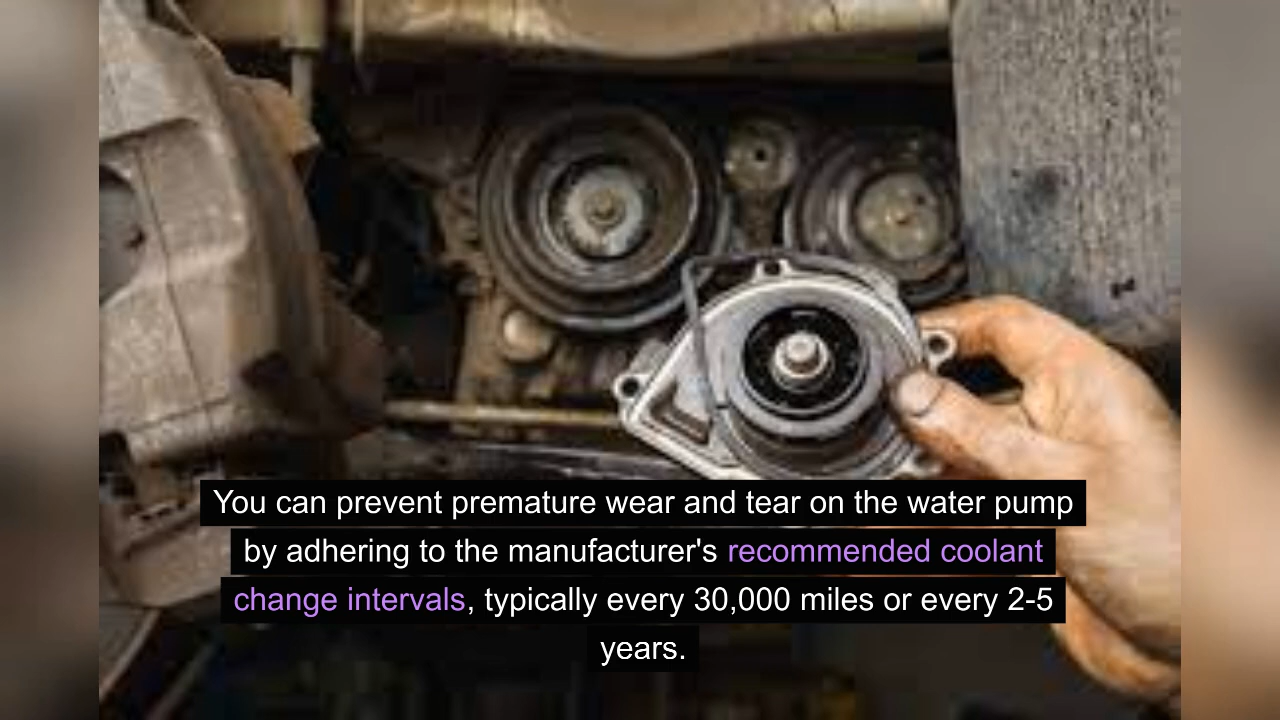 You can prevent premature wear and tear on the water pump
by adhering to the manufacturer's recommended coolant
change intervals, typically every 30,000 miles or every 2-5
years.